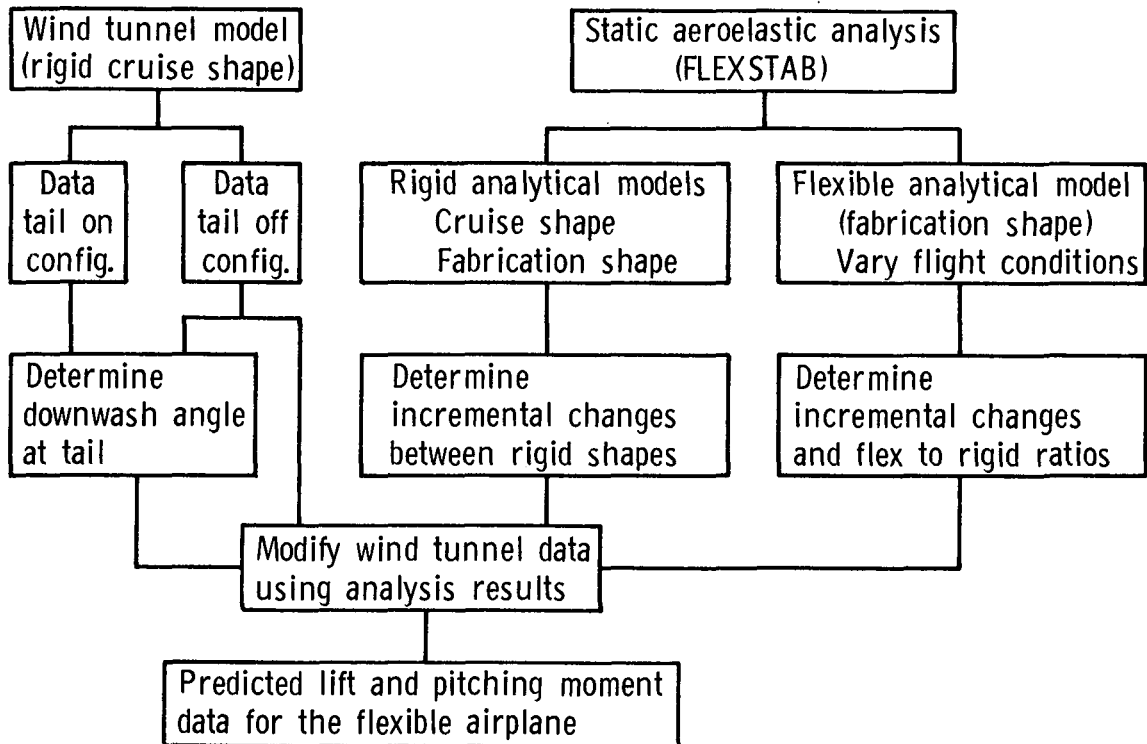 Wind tunnel model
(rigid cruise shape)
Static aeroelastic analysis
(FLEXSTAB)
Data
tail on
config.
Data
tail off
config.
Rigid analytical models
Cruise shape
Fabrication shape
Flexible analytical model
(fabrication shape)
Vary flight conditions
Determine
downwash angle
at tail
Determine
incremental changes
between rigid shapes
Determine
incremental changes
and flex to rigid ratios
Modify wind tunnel data
using analysis results
Predicted lift and pitching moment
data for the flexible airplane